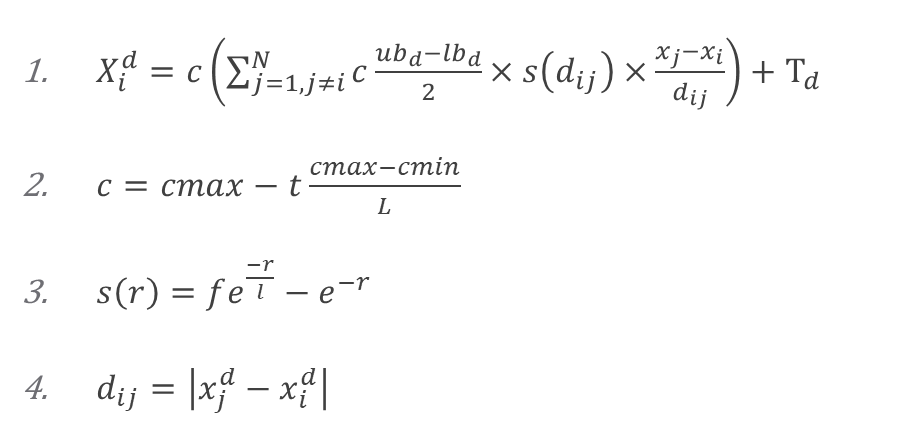 1. X_i^d = c(∑_{j=1,j≠i}^N c (ub_d−lb_d)/2 × s(d_ij) × (x_j−x_i)/d_ij) + T_d
2. c = cmax − t (cmax−cmin)/L
3. s(r) = fe^{−r/l} − e^{−r}
4. d_ij = |x_j^d − x_i^d|